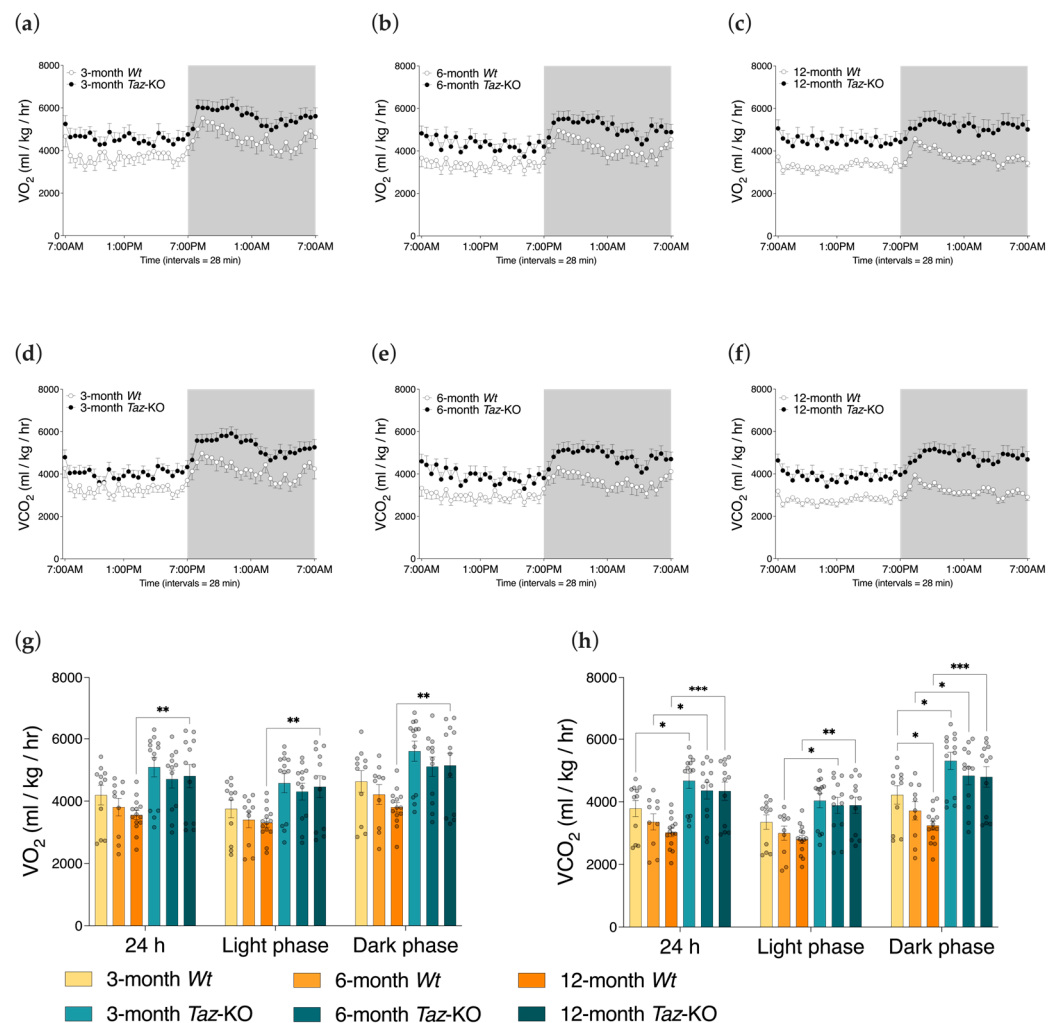 (a)
8000
6000
4000
2000
0
VO2 (ml / kg / hr)
3-month Wt
3-month Taz-KO
7:00AM 1:00PM 7:00PM 1:00AM 7:00AM
Time (intervals = 28 min)
(b)
8000
6000
4000
2000
0
VO2 (ml / kg / hr)
6-month Wt
6-month Taz-KO
7:00AM 1:00PM 7:00PM 1:00AM 7:00AM
Time (intervals = 28 min)
(c)
8000
6000
4000
2000
0
VO2 (ml / kg / hr)
12-month Wt
12-month Taz-KO
7:00AM 1:00PM 7:00PM 1:00AM 7:00AM
Time (intervals = 28 min)
(d)
8000
6000
4000
2000
0
VCO2 (ml / kg / hr)
3-month Wt
3-month Taz-KO
7:00AM 1:00PM 7:00PM 1:00AM 7:00AM
Time (intervals = 28 min)
(e)
8000
6000
4000
2000
0
VCO2 (ml / kg / hr)
6-month Wt
6-month Taz-KO
7:00AM 1:00PM 7:00PM 1:00AM 7:00AM
Time (intervals = 28 min)
(f)
8000
6000
4000
2000
0
VCO2 (ml / kg / hr)
12-month Wt
12-month Taz-KO
7:00AM 1:00PM 7:00PM 1:00AM 7:00AM
Time (intervals = 28 min)
(g)
8000
6000
4000
2000
0
VO2 (ml / kg / hr)
**
**
**
24 h Light phase Dark phase
(h)
8000
6000
4000
2000
0
VCO2 (ml / kg / hr)
***
*
*
**
*
***
*
*
*
24 h Light phase Dark phase
3-month Wt 6-month Wt 12-month Wt
3-month Taz-KO 6-month Taz-KO 12-month Taz-KO